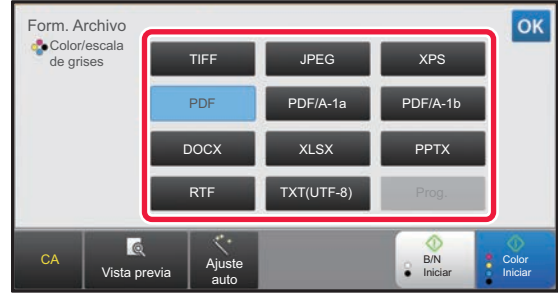 Form. Archivo
OK
Color/escala
de grises
TIFF
JPEG
XPS
PDF
PDF/A-1a
PDF/A-1b
DOCX
XLSX
PPTX
RTF
TXT(UTF-8)
Prog.
CA
Vista previa
Ajuste
auto
B/N
Iniciar
Color
Iniciar